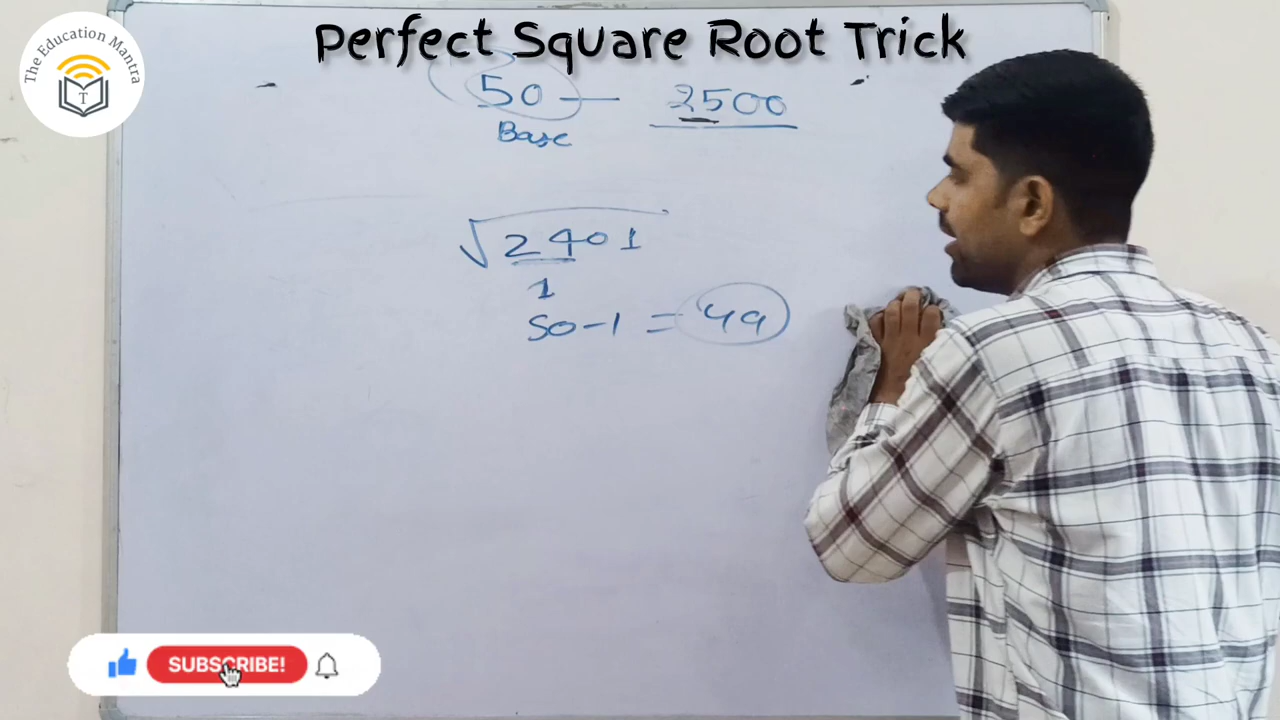 Perfect Square Root Trick
The Education Mantra
T
50 — 2500
Base
√2401
1
50-1 = 49
SUBSCRIBE!